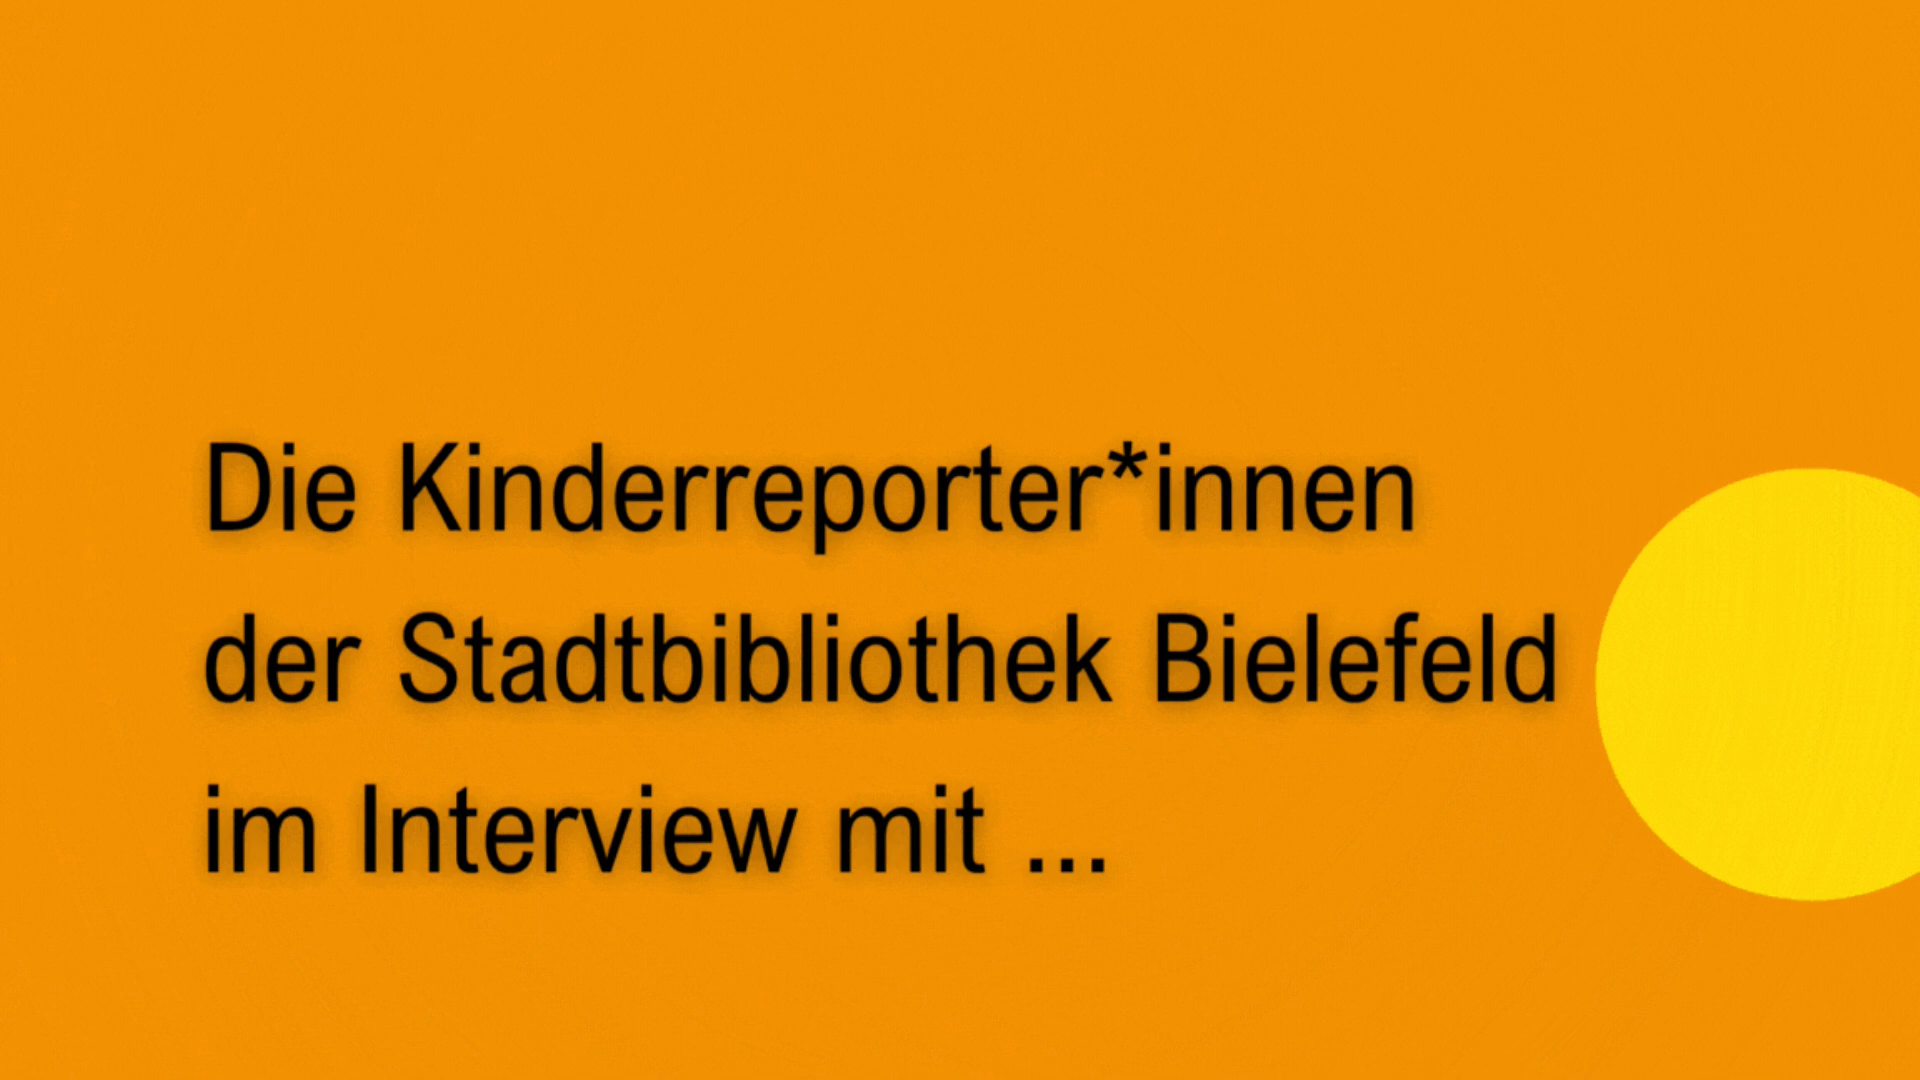 Die Kinderreporter*innen
der Stadtbibliothek Bielefeld
im Interview mit ...